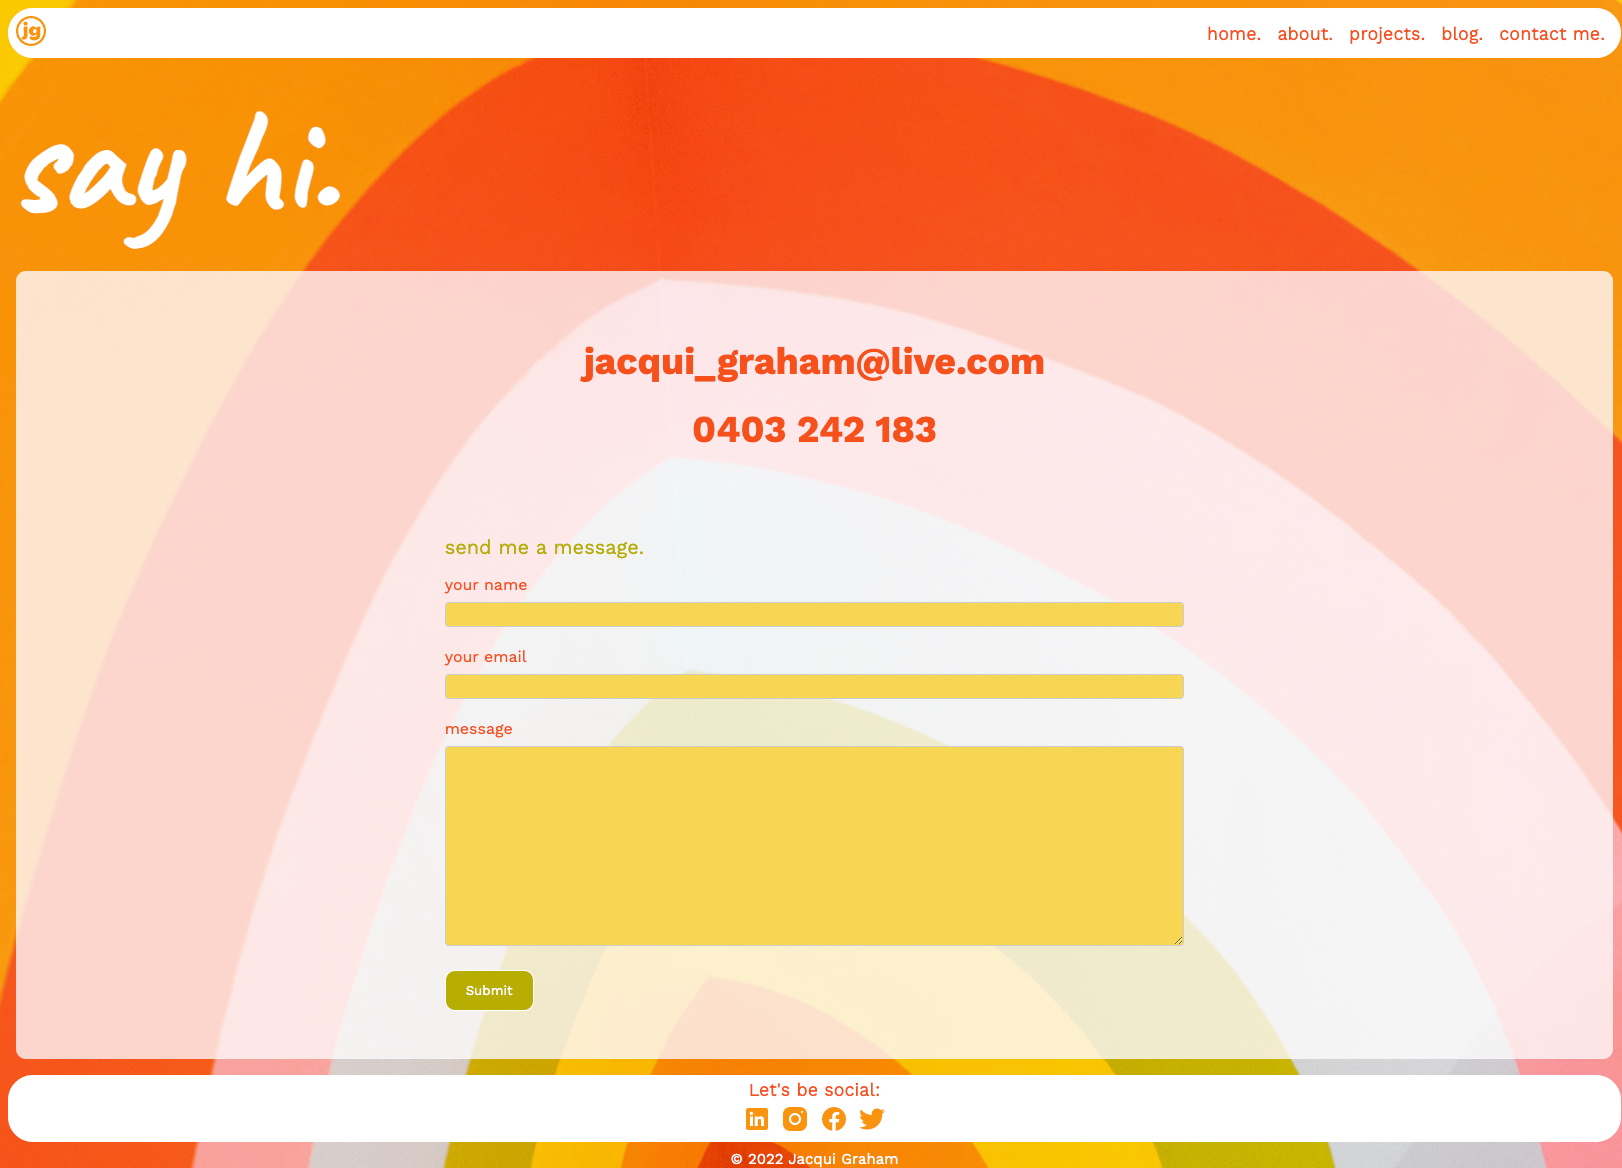 jg
home. about. projects. blog. contact me.
say hi.
jacqui_graham@live.com
0403 242 183
send me a message.
your name
your email
message
Submit
Let's be social:
in
© 2022 Jacqui Graham